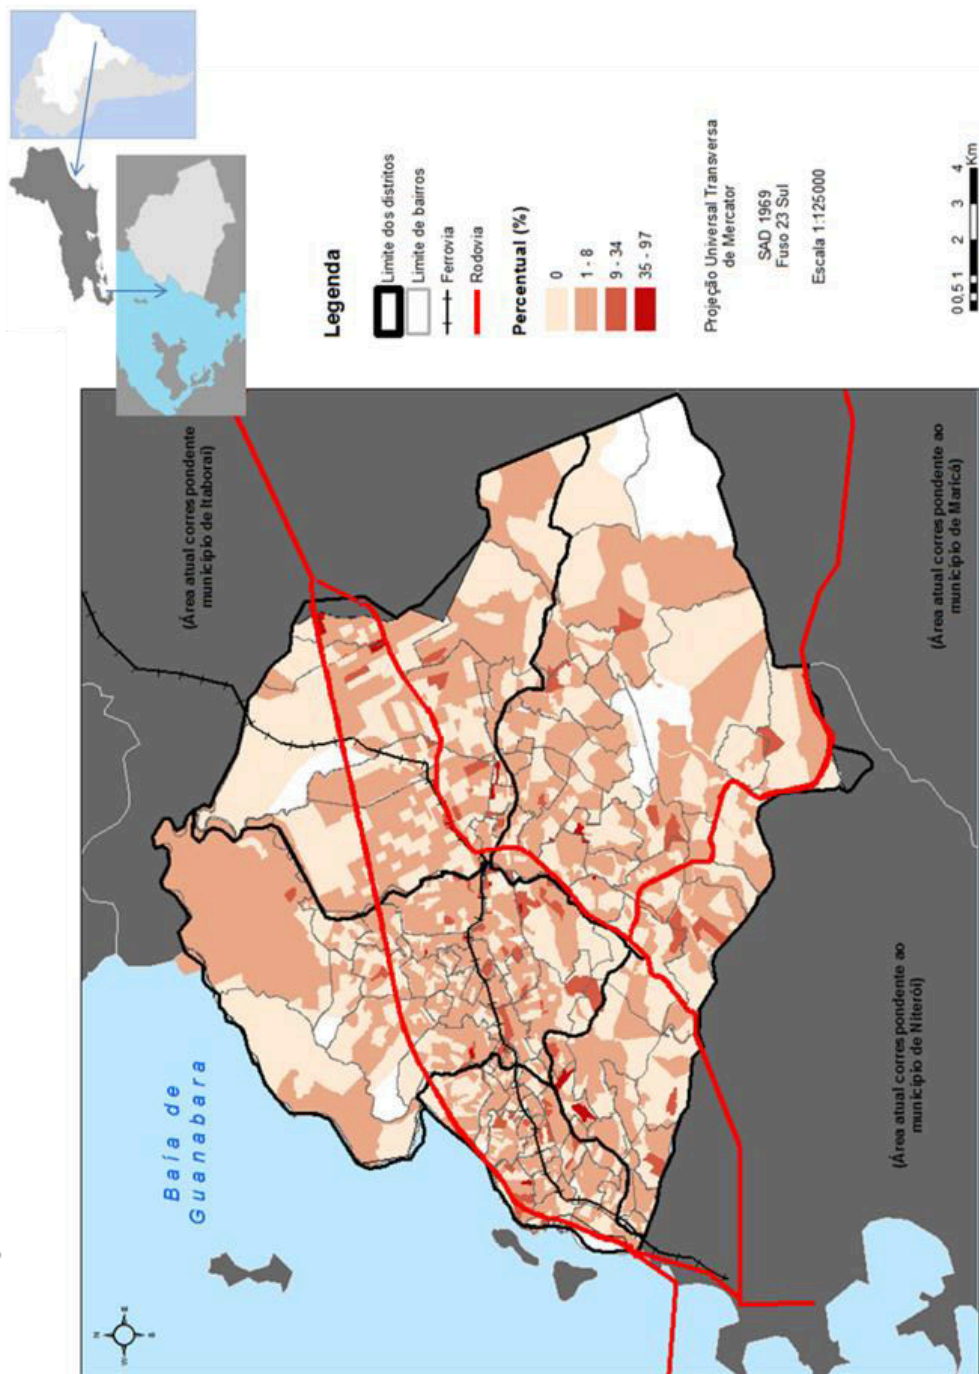 Baía de
Guanabara
(Área atual correspondente
município de Itaboraí)
(Área atual correspondente ao
município de Maricá)
(Área atual correspondente ao
município de Niterói)
N
Legenda
Limite dos distritos
Limite de bairros
Ferrovia
Rodovia
Percentual (%)
0
1 - 8
9 - 34
35 - 97
Projeção Universal Transversa
de Mercator
SAD 1969
Fuso 23 Sul
Escala 1:125000
0 0,5 1 2 3 4
Km